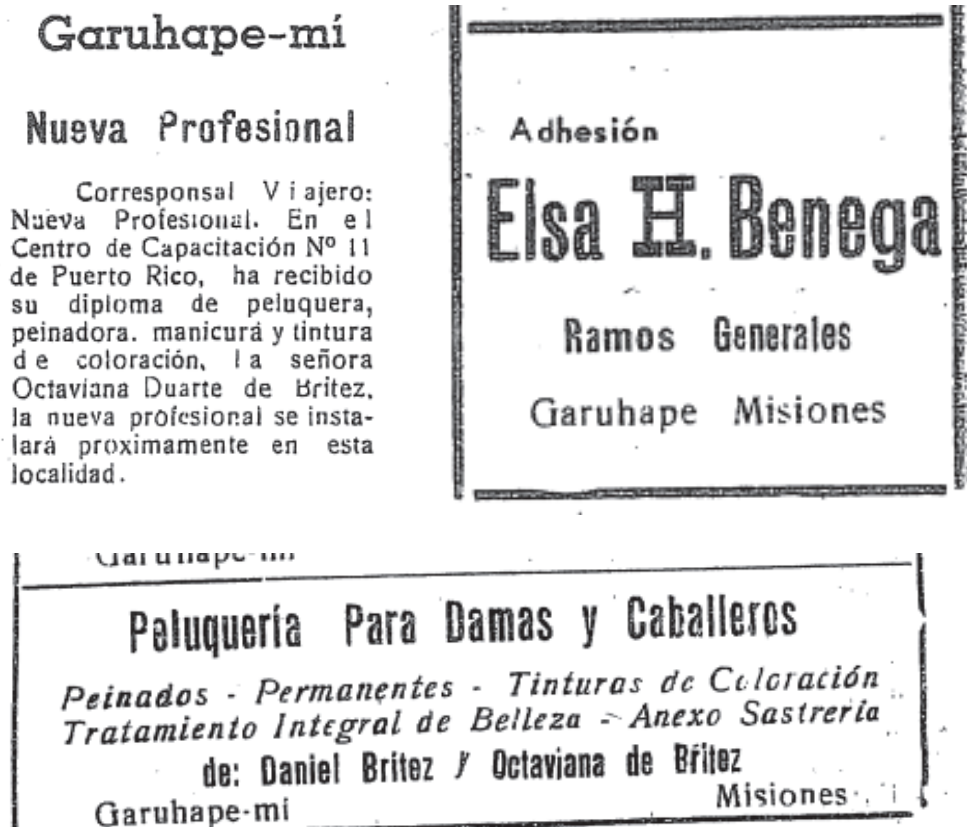 Garuhape-mí
Nueva Profesional
Corresponsal Viajero:
Nueva Profesional. En el
Centro de Capacitación Nº 11
de Puerto Rico, ha recibido
su diploma de peluquera,
peinadora. manicurá y tintura
de coloración, la señora
Octaviana Duarte de Britez,
la nueva profesional se insta-
lará proximamente en esta
localidad.
Adhesión
Elsa H. Benega
Ramos Generales
Garuhape Misiones
Garuhape-mi
Peluquería Para Damas y Caballeros
Peinados - Permanentes - Tinturas de Coloración
Tratamiento Integral de Belleza - Anexo Sastrería
de: Daniel Britez y Octaviana de Britez
Garuhape-mi Misiones